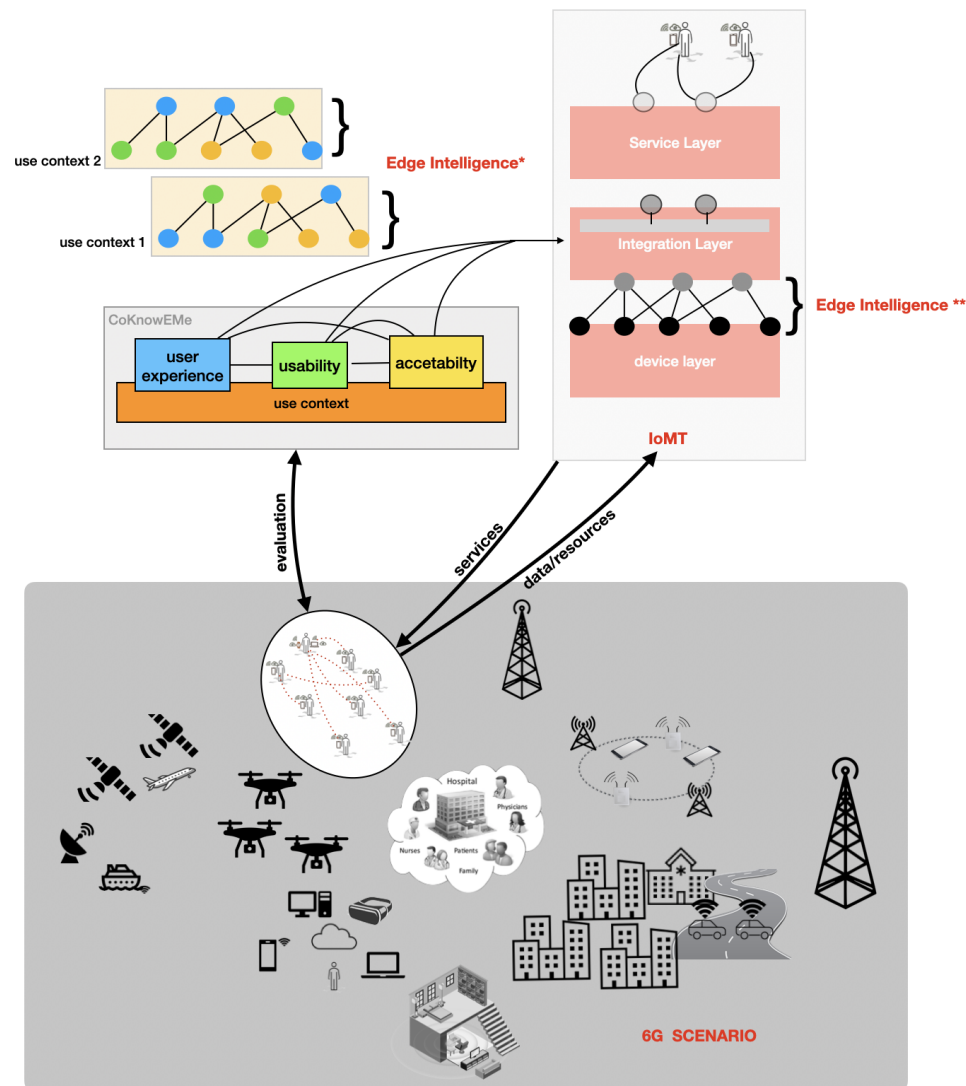 use context 2
Edge Intelligence*
use context 1
CoKnowEMe
user
experience
usability
accetabilty
use context
Service Layer
Integration Layer
Edge Intelligence **
device layer
IoMT
evaluation
services
data/resources
Hospital
Physicians
Nurses
Patients
Family
6G SCENARIO